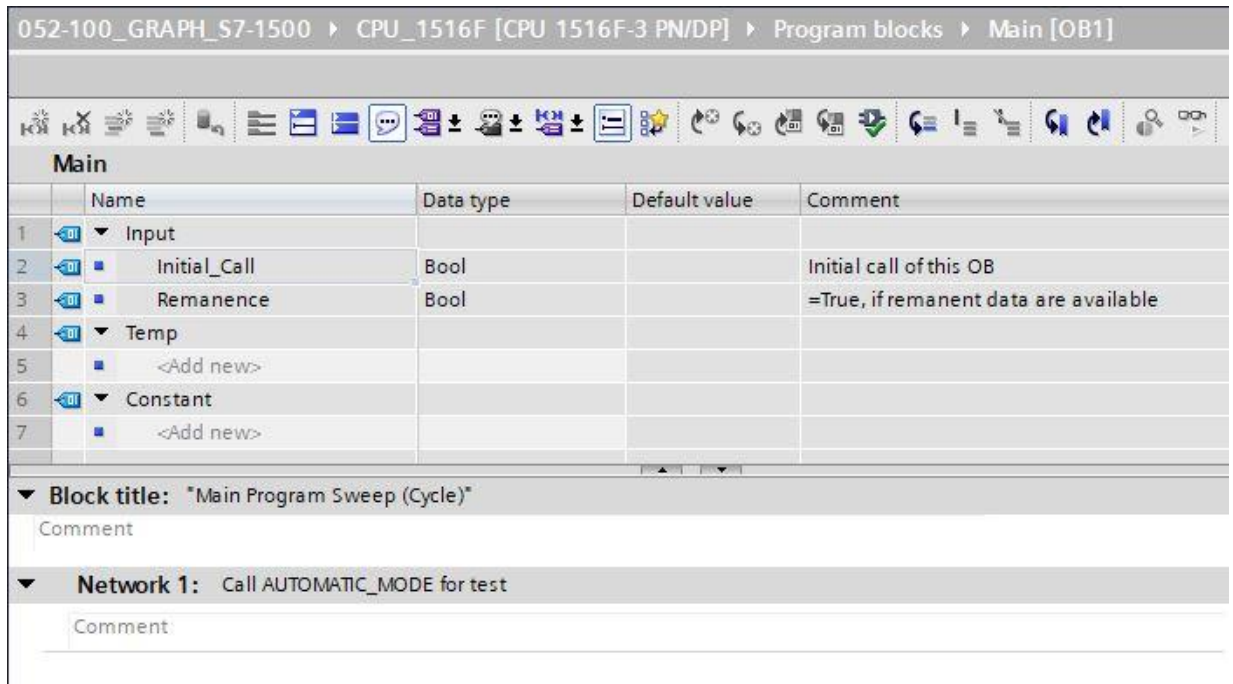 052-100_GRAPH_S7-1500 ▸ CPU_1516F [CPU 1516F-3 PN/DP] ▸ Program blocks ▸ Main [OB1]
Main
Name Data type Default value Comment
1 Input
2 Initial_Call Bool Initial call of this OB
3 Remanence Bool =True, if remanent data are available
4 Temp
5 <Add new>
6 Constant
7 <Add new>
Block title: "Main Program Sweep (Cycle)"
Comment
Network 1: Call AUTOMATIC_MODE for test
Comment